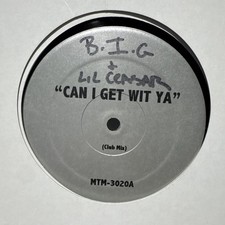 B.I.G
+
LIL CEASAR
"CAN I GET WIT YA"
(Club Mix)
MTM-3020A